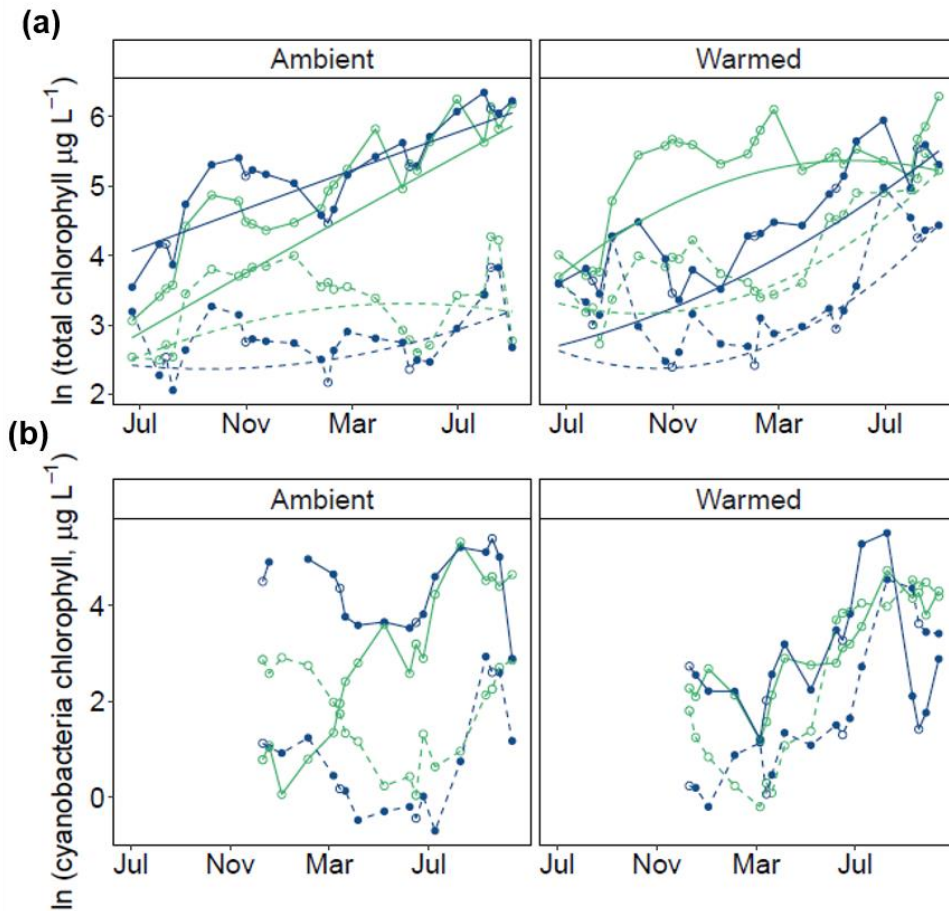 (a)
Ambient
Warmed
ln (total chlorophyll μg L⁻¹)
6
5
4
3
2
Jul Nov Mar Jul
Jul Nov Mar Jul
(b)
Ambient
Warmed
ln (cyanobacteria chlorophyll, μg L⁻¹)
4
2
0
Jul Nov Mar Jul
Jul Nov Mar Jul